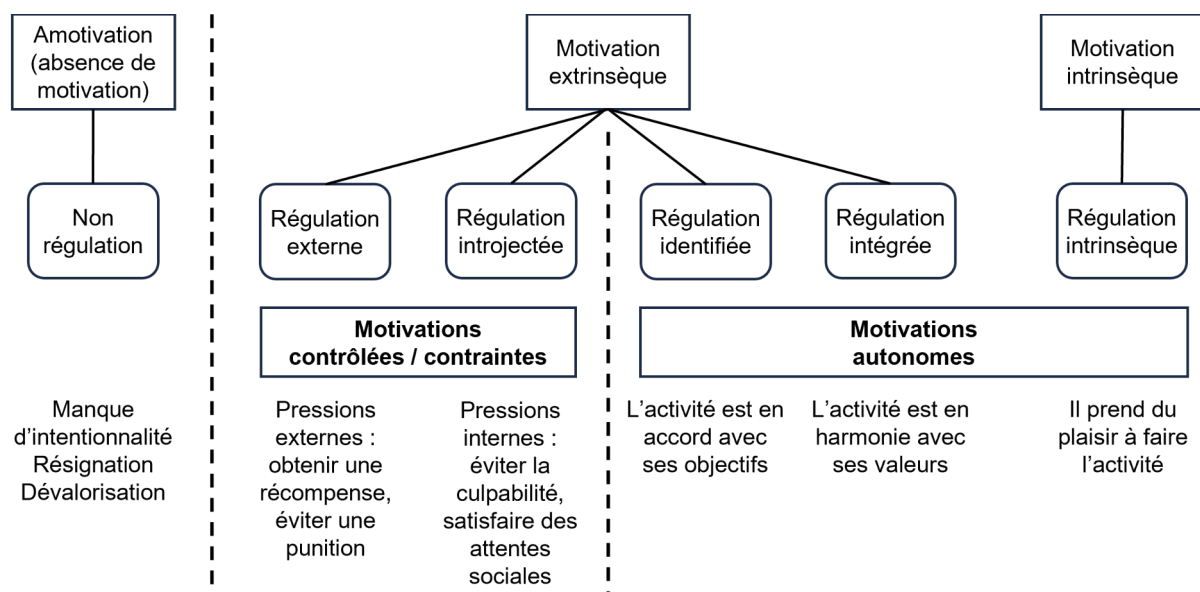 Amotivation
(absence de
motivation)
Motivation
extrinsèque
Motivation
intrinsèque
Non
régulation
Régulation
externe
Régulation
introjectée
Régulation
identifiée
Régulation
intégrée
Régulation
intrinsèque
Motivations
contrôlées / contraintes
Motivations
autonomes
Manque
d'intentionnalité
Résignation
Dévalorisation
Pressions
externes :
obtenir une
récompense,
éviter une
punition
Pressions
internes :
éviter la
culpabilité,
satisfaire des
attentes
sociales
L'activité est en
accord avec
ses objectifs
L'activité est en
harmonie avec
ses valeurs
Il prend du
plaisir à faire
l'activité